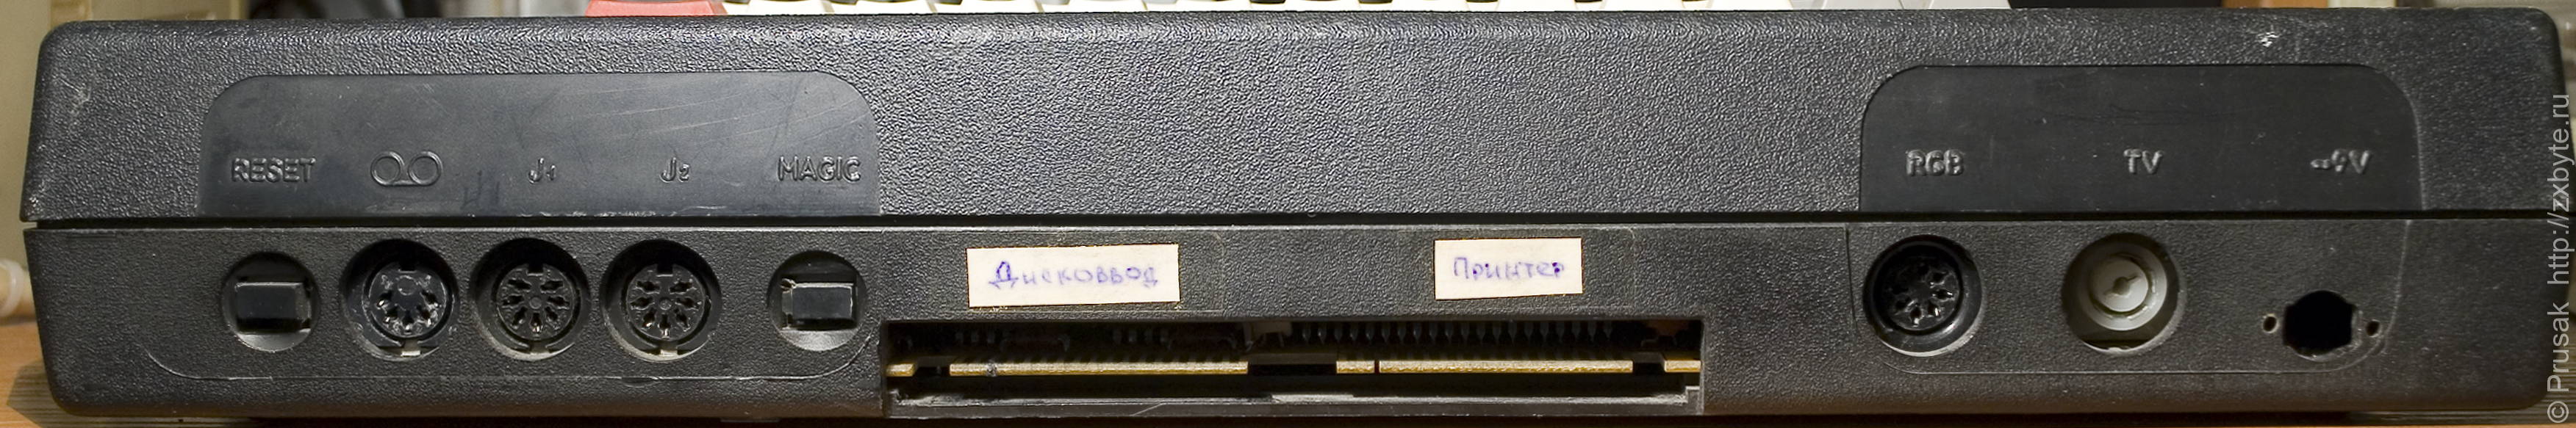 RESET
J1
J2
MAGIC
RGB
TV
~9V
Дисковвод
Принтер
© Prusak http://zxbyte.ru